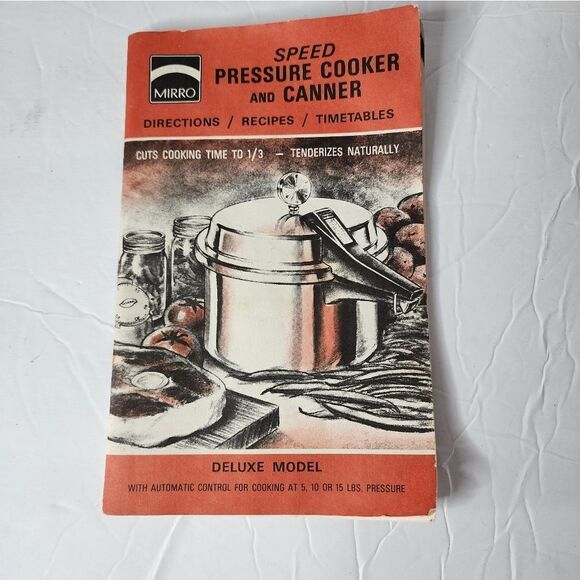 MIRRO
SPEED
PRESSURE COOKER
AND CANNER
DIRECTIONS / RECIPES / TIMETABLES
CUTS COOKING TIME TO 1/3 — TENDERIZES NATURALLY
DELUXE MODEL
WITH AUTOMATIC CONTROL FOR COOKING AT 5, 10 OR 15 LBS. PRESSURE